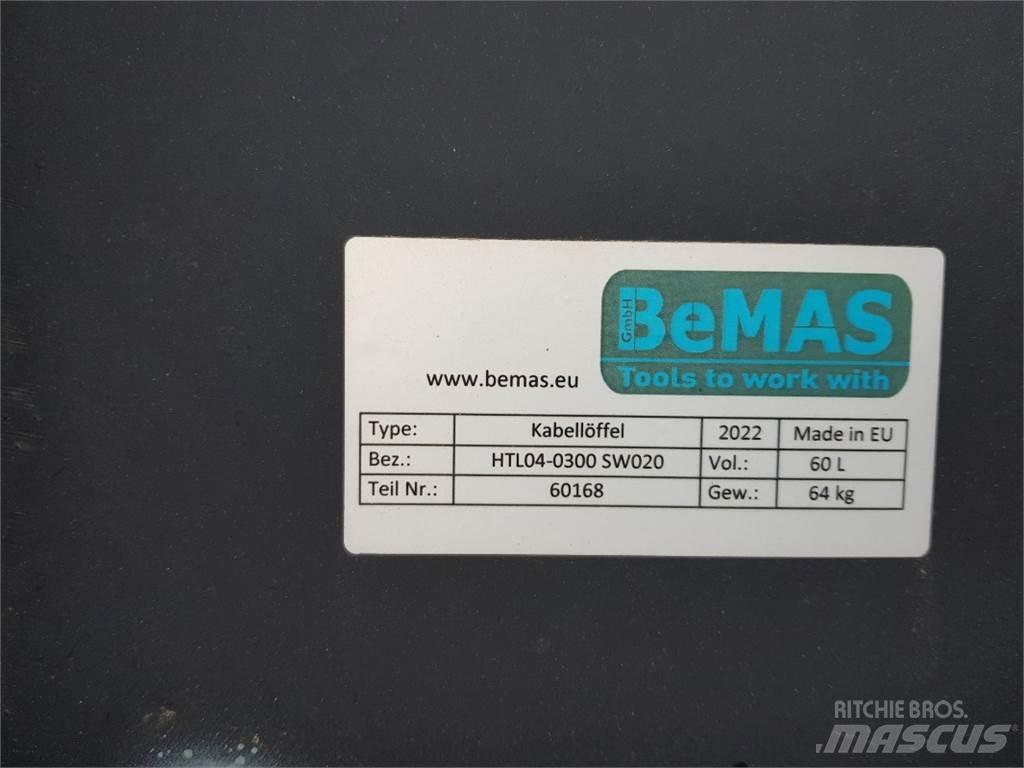 GmbH BeMAS
Tools to work with
www.bemas.eu
Type: Kabellöffel 2022 Made in EU
Bez.: HTL04-0300 SW020 Vol.: 60 L
Teil Nr.: 60168 Gew.: 64 kg
RITCHIE BROS.
MASCUS